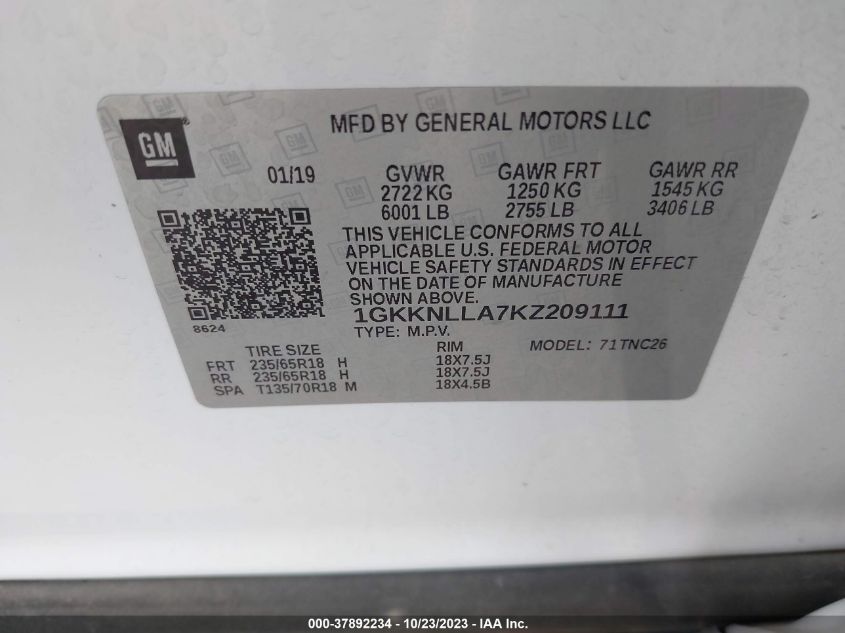 MFD BY GENERAL MOTORS LLC
GM
01/19 GVWR GAWR FRT GAWR RR
2722 KG 1250 KG 1545 KG
6001 LB 2755 LB 3406 LB
THIS VEHICLE CONFORMS TO ALL
APPLICABLE U.S. FEDERAL MOTOR
VEHICLE SAFETY STANDARDS IN EFFECT
ON THE DATE OF MANUFACTURE
SHOWN ABOVE.
1GKKNLLA7KZ209111
8624
TYPE: M.P.V.
TIRE SIZE RIM MODEL: 71TNC26
FRT 235/65R18 H 18X7.5J
RR 235/65R18 H 18X7.5J
SPA T135/70R18 M 18X4.5B
000-37892234 - 10/23/2023 - IAA Inc.